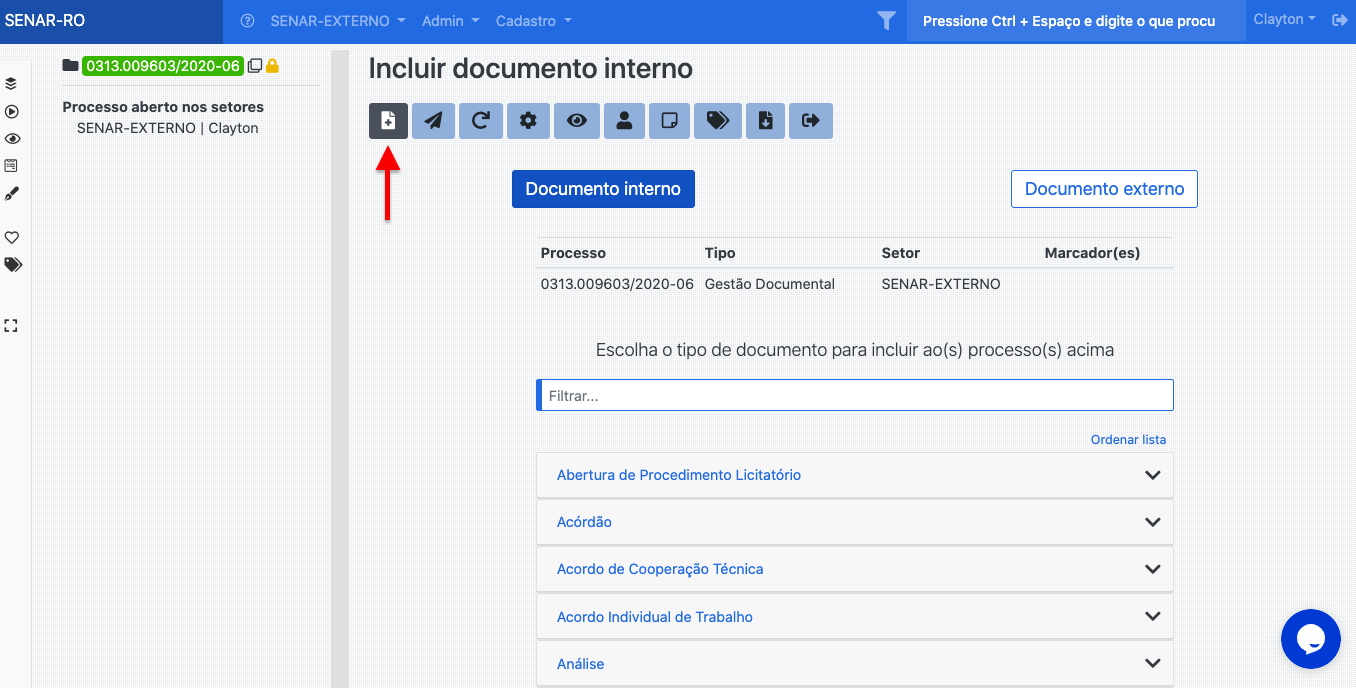 SENAR-RO
SENAR-EXTERNO
Admin
Cadastro
Pressione Ctrl + Espaço e digite o que procu
Clayton
0313.009603/2020-06
Processo aberto nos setores
SENAR-EXTERNO | Clayton
Incluir documento interno
Documento interno
Documento externo
Processo Tipo Setor Marcador(es)
0313.009603/2020-06 Gestão Documental SENAR-EXTERNO
Escolha o tipo de documento para incluir ao(s) processo(s) acima
Filtrar...
Ordenar lista
Abertura de Procedimento Licitatório
Acórdão
Acordo de Cooperação Técnica
Acordo Individual de Trabalho
Análise